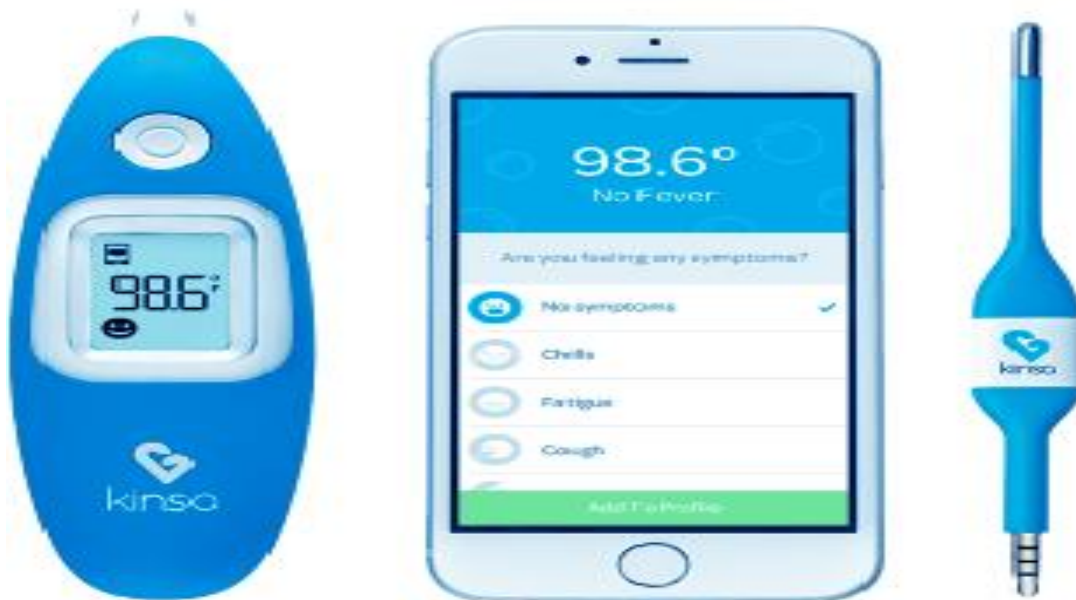 98.6°F
kinsa
98.6°
No Fever
Are you feeling any symptoms?
No symptoms
Chills
Fatigue
Cough
Add To Profile
kinsa